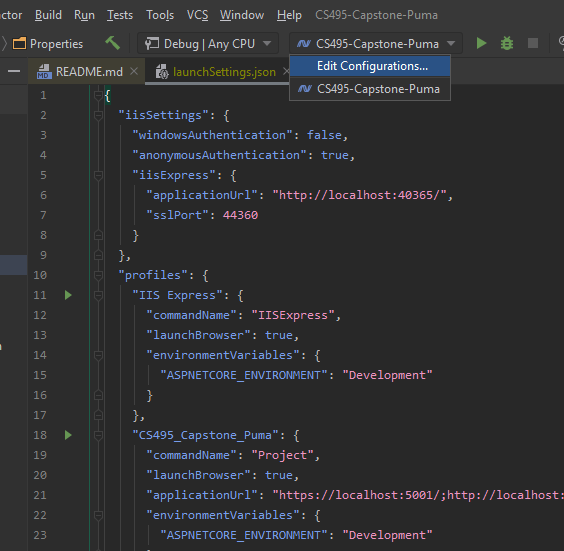 actor Build Run Tests Tools VCS Window Help CS495-Capstone-Puma
Properties Debug | Any CPU CS495-Capstone-Puma
README.md launchSettings.json Edit Configurations...
CS495-Capstone-Puma
1 {
2 "iisSettings": {
3 "windowsAuthentication": false,
4 "anonymousAuthentication": true,
5 "iisExpress": {
6 "applicationUrl": "http://localhost:40365/",
7 "sslPort": 44360
8 }
9 },
10 "profiles": {
11 "IIS Express": {
12 "commandName": "IISExpress",
13 "launchBrowser": true,
14 "environmentVariables": {
15 "ASPNETCORE_ENVIRONMENT": "Development"
16 }
17 },
18 "CS495_Capstone_Puma": {
19 "commandName": "Project",
20 "launchBrowser": true,
21 "applicationUrl": "https://localhost:5001/;http://localhost:
22 "environmentVariables": {
23 "ASPNETCORE_ENVIRONMENT": "Development"